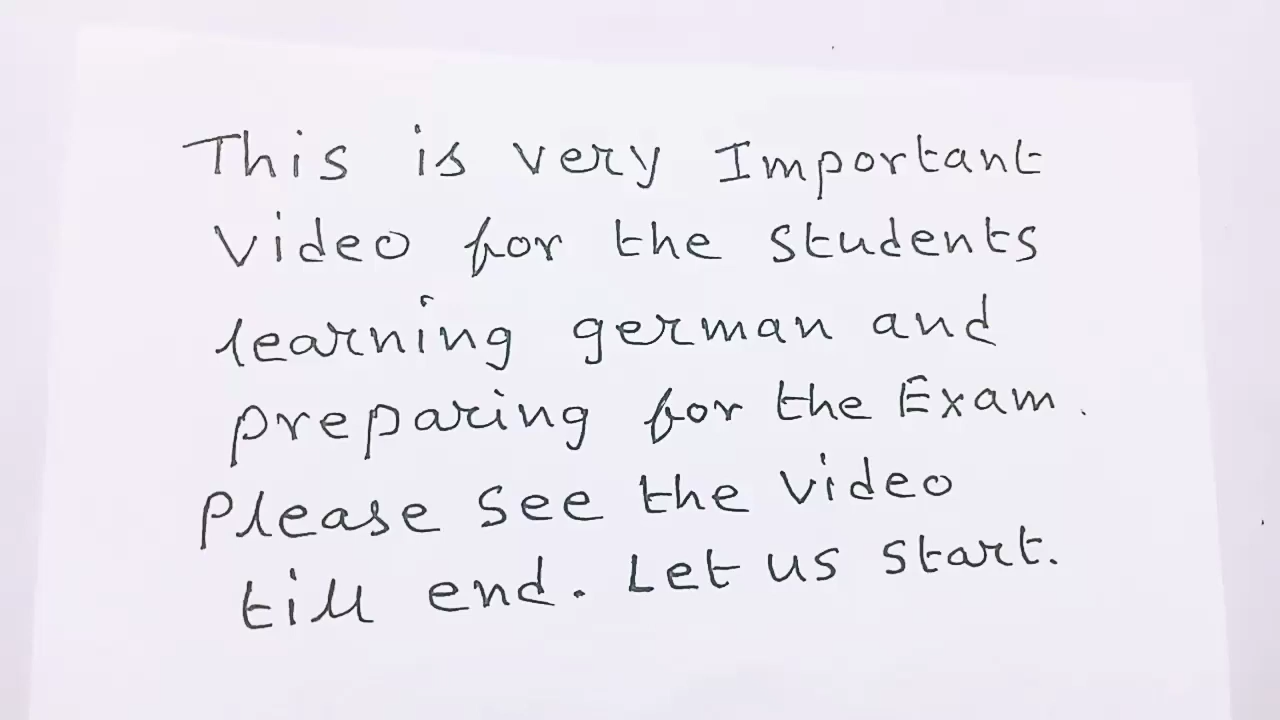 This is very Important
Video for the students
learning german and
preparing for the Exam.
Please see the video
till end. Let us start.